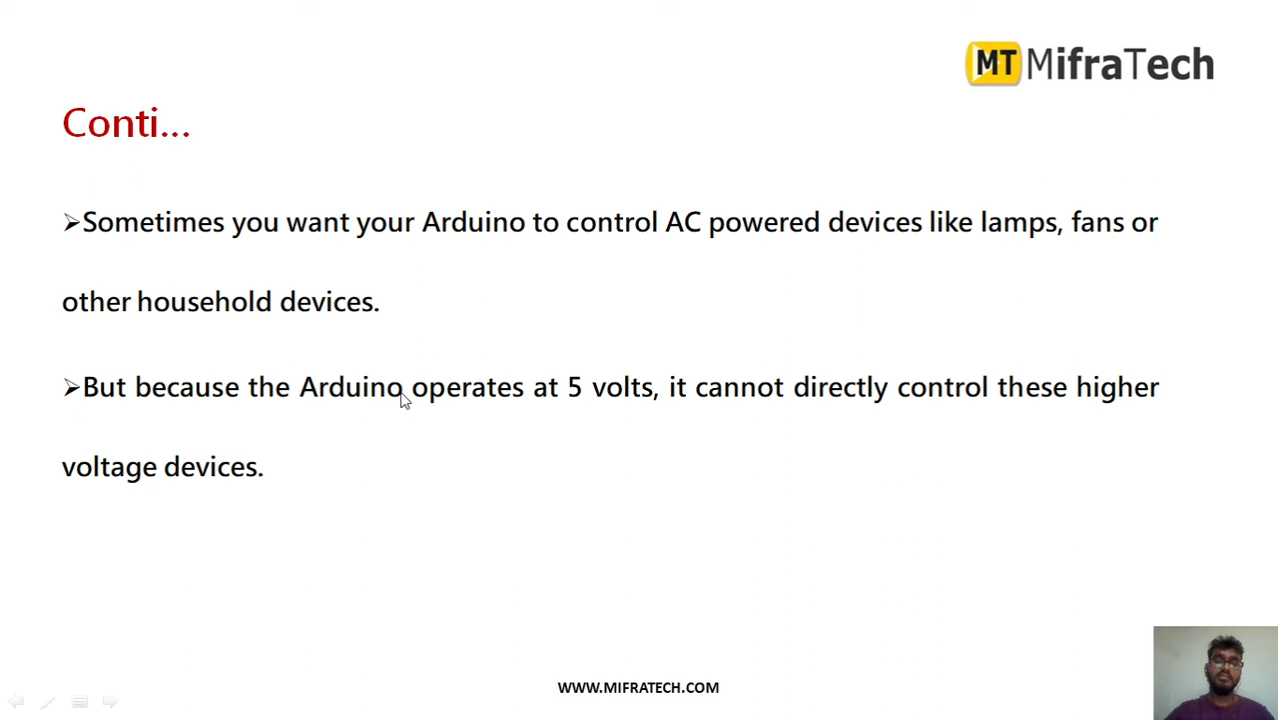 MT MifraTech
Conti...
➢Sometimes you want your Arduino to control AC powered devices like lamps, fans or
other household devices.
➢But because the Arduino operates at 5 volts, it cannot directly control these higher
voltage devices.
WWW.MIFRATECH.COM